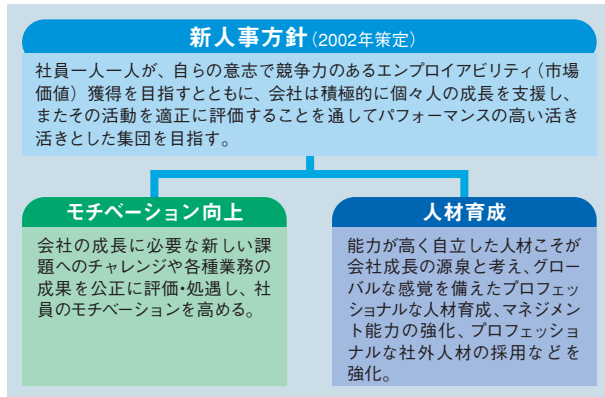 新人事方針(2002年策定)
社員一人一人が、自らの意志で競争力のあるエンプロイアビリティ(市場
価値)獲得を目指すとともに、会社は積極的に個々人の成長を支援し、
またその活動を適正に評価することを通してパフォーマンスの高い活き
活きとした集団を目指す。
モチベーション向上
会社の成長に必要な新しい課
題へのチャレンジや各種業務の
成果を公正に評価・処遇し、社
員のモチベーションを高める。
人材育成
能力が高く自立した人材こそが
会社成長の源泉と考え、グロー
バルな感覚を備えたプロフェッ
ショナルな人材育成、マネジメン
ト能力の強化、プロフェッショ
ナルな社外人材の採用などを
強化。